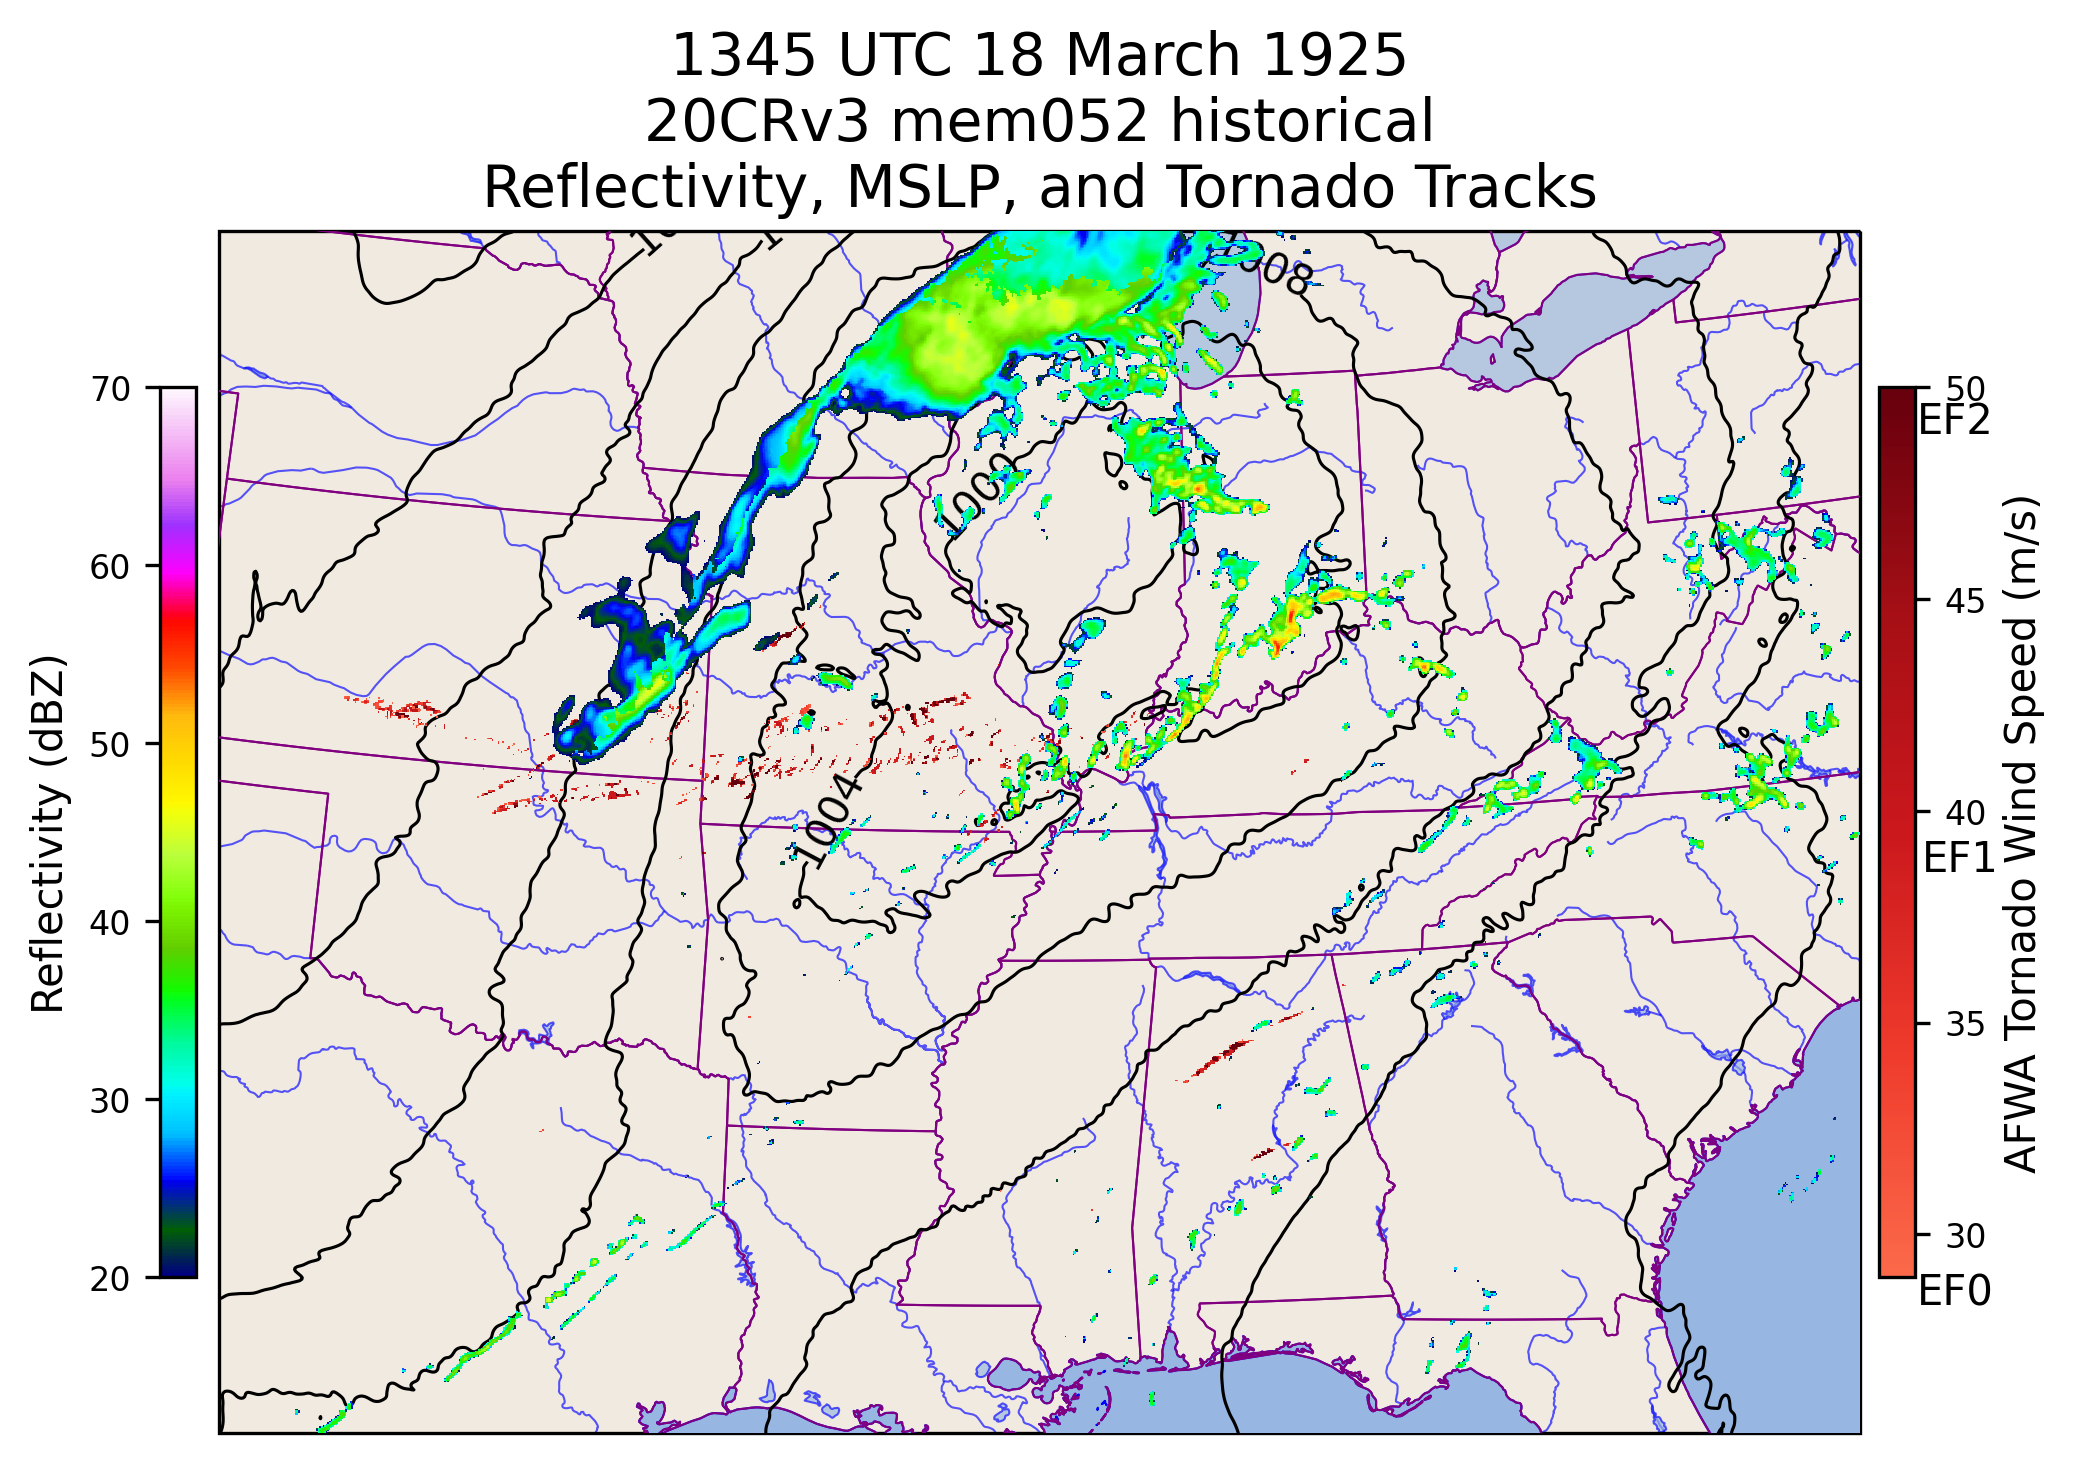 1345 UTC 18 March 1925
20CRv3 mem052 historical
Reflectivity, MSLP, and Tornado Tracks
1008
1000
1004
Reflectivity (dBZ)
70
60
50
40
30
20
50
EF2
45
40
EF1
35
30
EF0
AFWA Tornado Wind Speed (m/s)